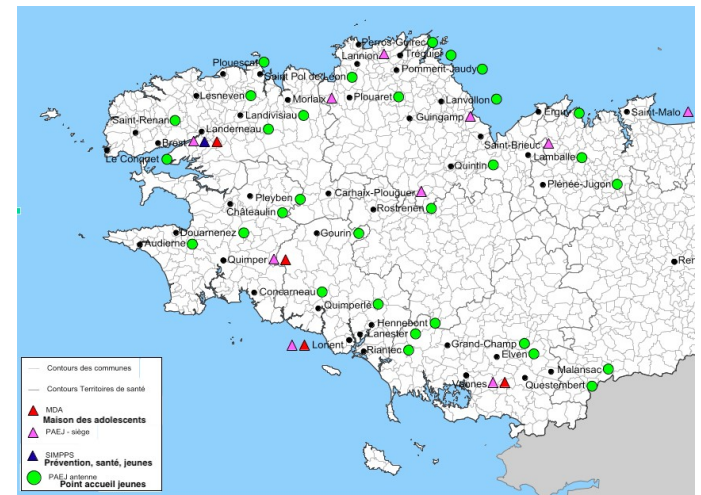 Perros-Guirec
Tréguier
Lannion
Plouescat
Pomment-Jaudy
Saint Pol de Léon
Lesneven
Morlaix
Plouaret
Lanvollon
Landivisiau
Guingamp
Erguy
Saint-Malo
Saint-Renan
Landerneau
Brest
Saint-Brieuc
Le Conquet
Lamballe
Quintin
Plénée-Jugon
Carhaix-Plouguer
Pleyben
Châteaulin
Rostrenen
Douarnenez
Gourin
Audierne
Quimper
Ren
Concarneau
Quimperlé
Hennebont
Lanester
Lorient
Riantec
Grand-Champ
Elven
Malansac
Vannes
Questembert
Contours des communes
Contours Territoires de santé
MDA
Maison des adolescents
PAEJ - siège
SIMPPS
Prévention, santé, jeunes
PAEJ antenne
Point accueil jeunes